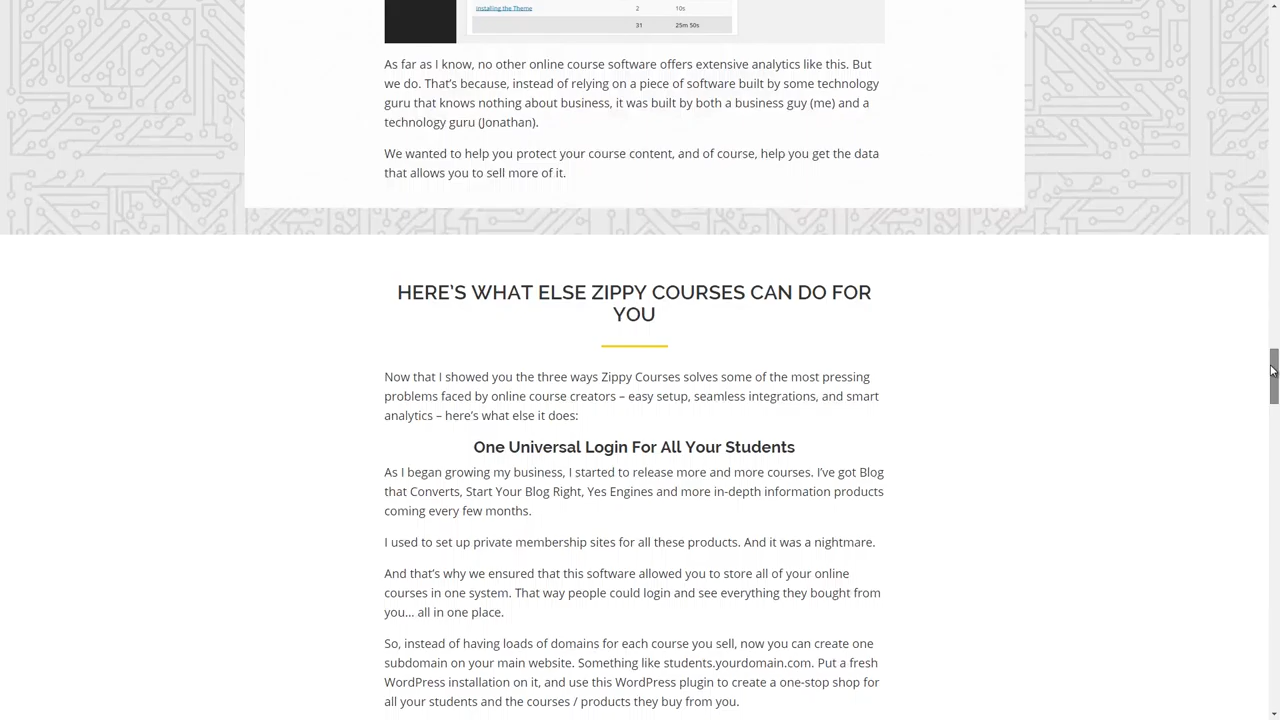 Installing the Theme 2 10s
31 25m 50s
As far as I know, no other online course software offers extensive analytics like this. But
we do. That's because, instead of relying on a piece of software built by some technology
guru that knows nothing about business, it was built by both a business guy (me) and a
technology guru (Jonathan).
We wanted to help you protect your course content, and of course, help you get the data
that allows you to sell more of it.
HERE'S WHAT ELSE ZIPPY COURSES CAN DO FOR
YOU
Now that I showed you the three ways Zippy Courses solves some of the most pressing
problems faced by online course creators – easy setup, seamless integrations, and smart
analytics – here's what else it does:
One Universal Login For All Your Students
As I began growing my business, I started to release more and more courses. I've got Blog
that Converts, Start Your Blog Right, Yes Engines and more in-depth information products
coming every few months.
I used to set up private membership sites for all these products. And it was a nightmare.
And that's why we ensured that this software allowed you to store all of your online
courses in one system. That way people could login and see everything they bought from
you... all in one place.
So, instead of having loads of domains for each course you sell, now you can create one
subdomain on your main website. Something like students.yourdomain.com. Put a fresh
WordPress installation on it, and use this WordPress plugin to create a one-stop shop for
all your students and the courses / products they buy from you.